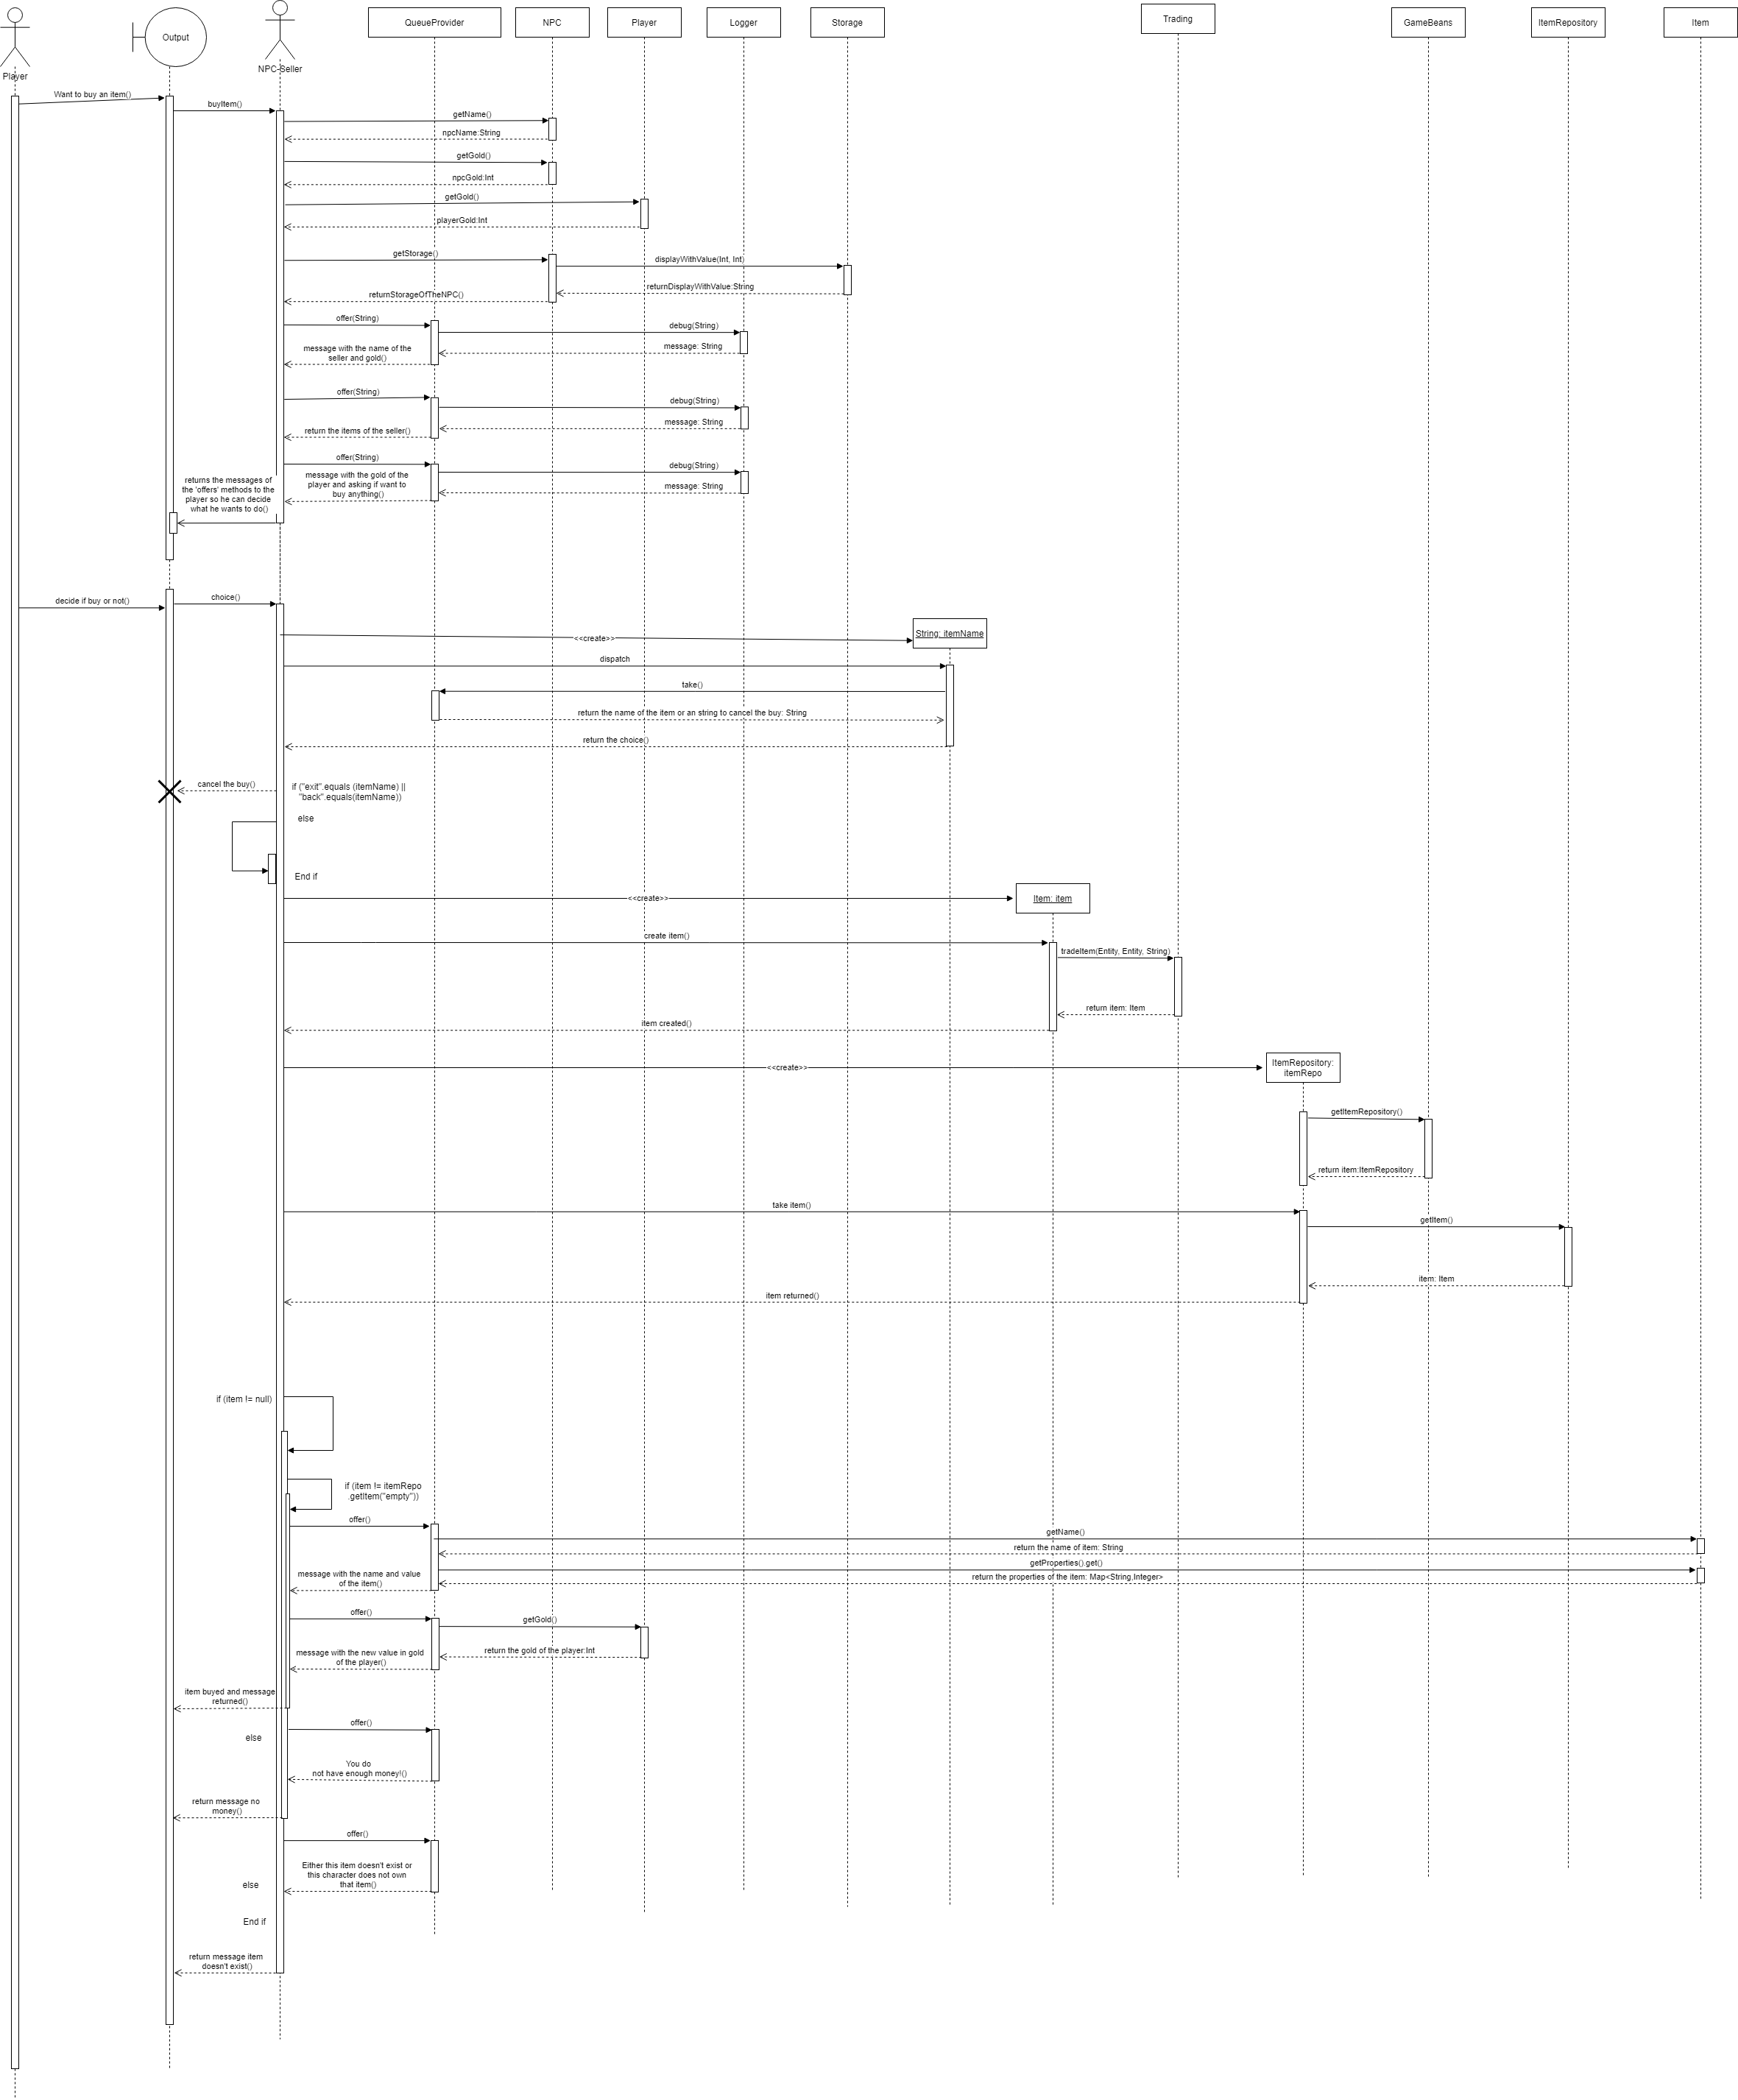 Player
Output
NPC-Seller
QueueProvider
NPC
Player
Logger
Storage
Trading
GameBeans
ItemRepository
Item
Want to buy an item()
buyItem()
getName()
npcName:String
getGold()
npcGold:Int
getGold()
playerGold:Int
getStorage()
displayWithValue(Int, Int)
returnDisplayWithValue:String
returnStorageOfTheNPC()
offer(String)
debug(String)
message: String
message with the name of the
seller and gold()
offer(String)
debug(String)
message: String
return the items of the seller()
offer(String)
debug(String)
message: String
message with the gold of the
player and asking if want to
buy anything()
returns the messages of
the 'offers' methods to the
player so he can decide
what he wants to do()
decide if buy or not()
choice()
<<create>>
String: itemName
dispatch
take()
return the name of the item or an string to cancel the buy: String
return the choice()
cancel the buy()
if ("exit".equals (itemName) ||
"back".equals(itemName))
else
End if
<<create>>
Item: item
create item()
tradeItem(Entity, Entity, String)
return item: Item
item created()
<<create>>
ItemRepository:
itemRepo
getItemRepository()
return item:ItemRepository
take item()
getItem()
item: Item
item returned()
if (item != null)
if (item != itemRepo
.getItem("empty"))
offer()
getName()
return the name of item: String
getProperties().get()
return the properties of the item: Map<String,Integer>
message with the name and value
of the item()
offer()
getGold()
return the gold of the player:Int
message with the new value in gold
of the player()
item buyed and message
returned()
else
offer()
You do
not have enough money!()
return message no
money()
offer()
Either this item doesn't exist or
this character does not own
that item()
else
End if
return message item
doesn't exist()